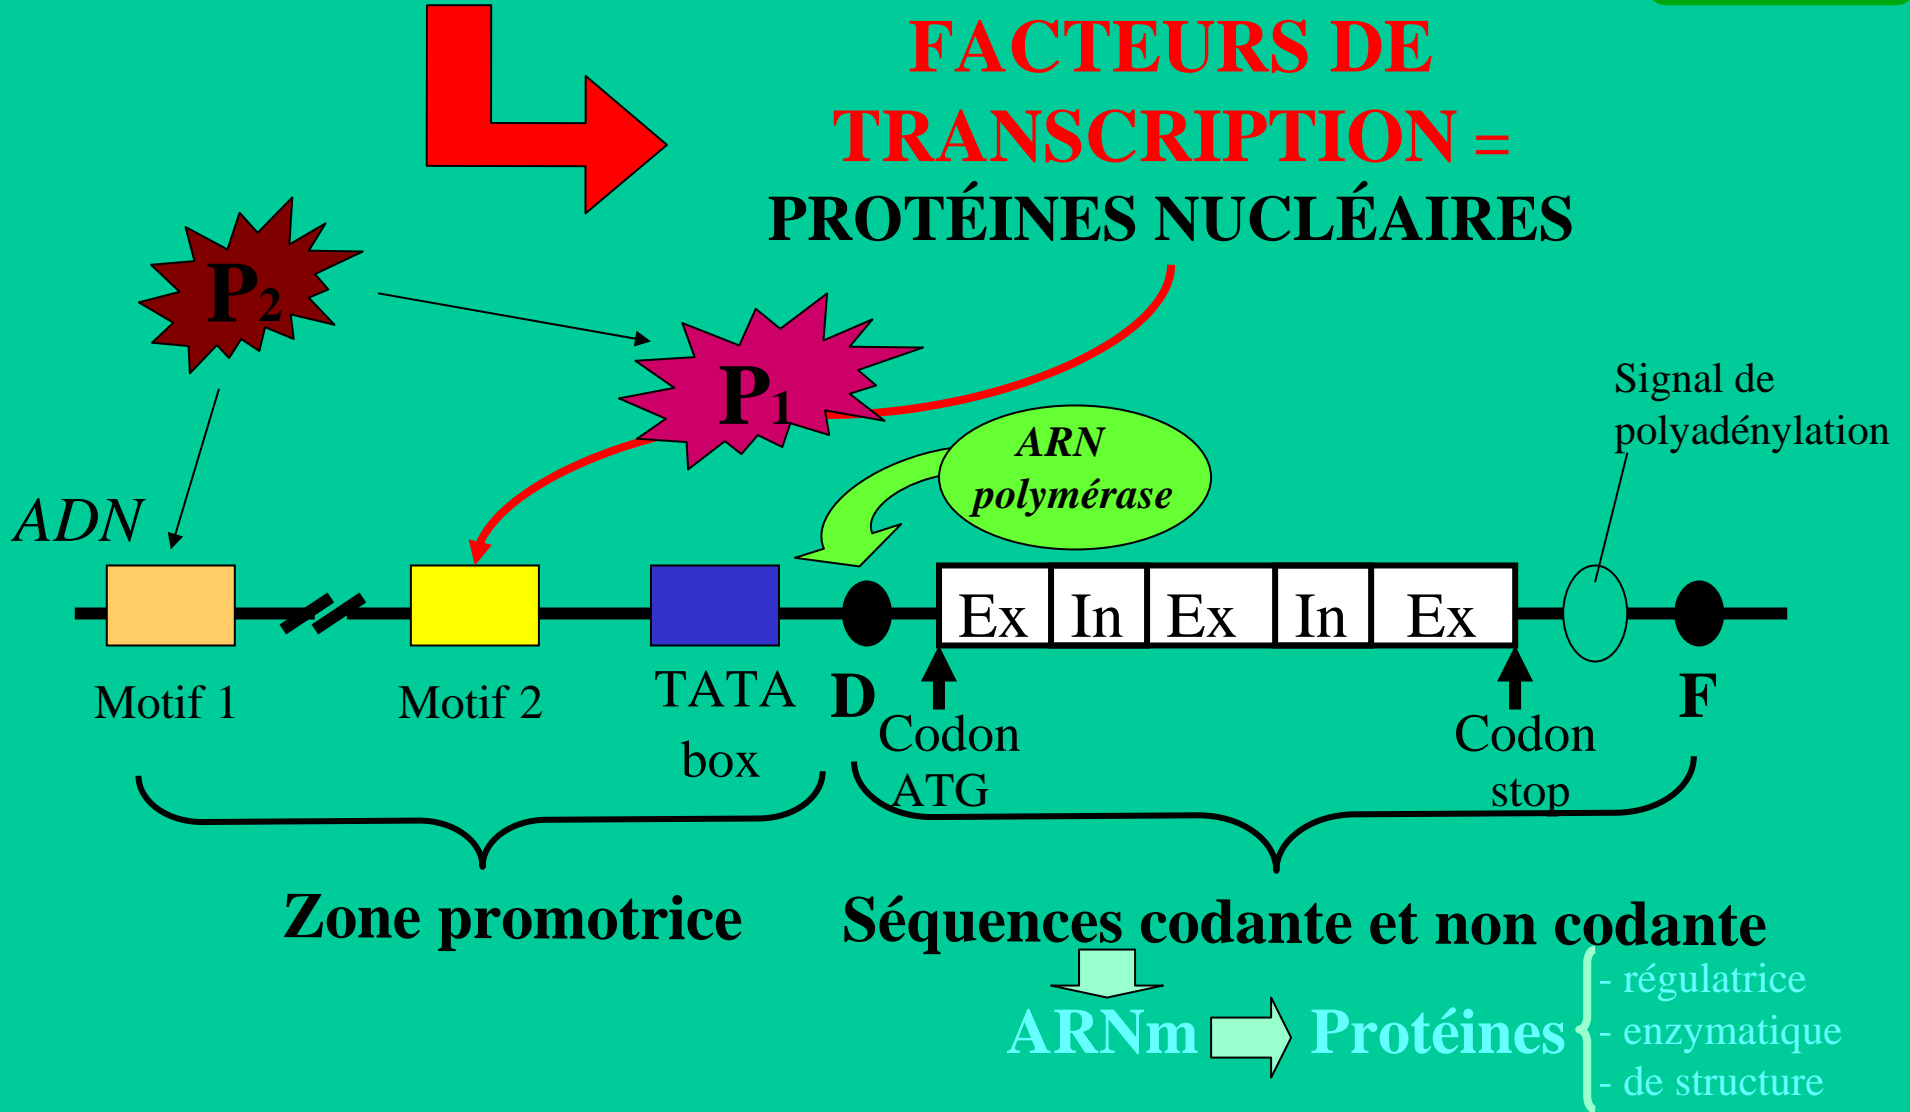 FACTEURS DE
TRANSCRIPTION =
PROTÉINES NUCLÉAIRES
P2
P1
Signal de
polyadénylation
ARN
polymérase
ADN
Ex In Ex In Ex
Motif 1
Motif 2
TATA
box
D
Codon
ATG
Codon
stop
F
Zone promotrice
Séquences codante et non codante
ARNm
Protéines
- régulatrice
- enzymatique
- de structure